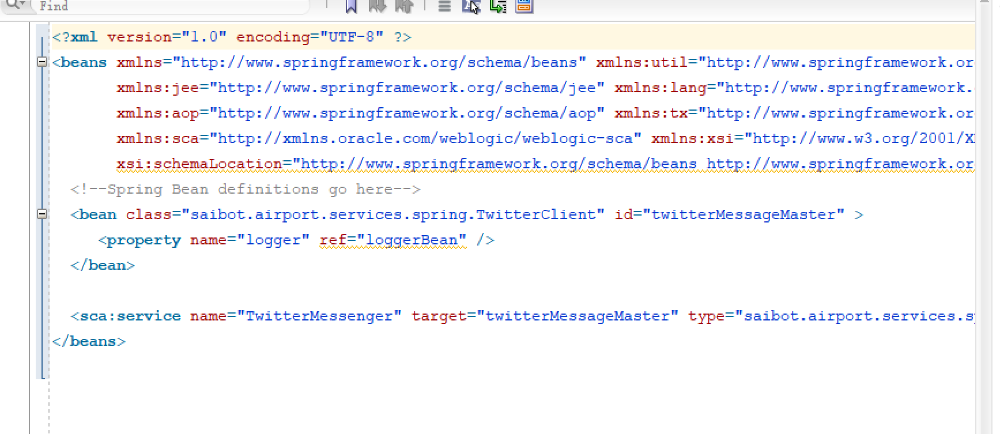 Find
<?xml version="1.0" encoding="UTF-8" ?>
<beans xmlns="http://www.springframework.org/schema/beans" xmlns:util="http://www.springframework.or
xmlns:jee="http://www.springframework.org/schema/jee" xmlns:lang="http://www.springframework.
xmlns:aop="http://www.springframework.org/schema/aop" xmlns:tx="http://www.springframework.or
xmlns:sca="http://xmlns.oracle.com/weblogic/weblogic-sca" xmlns:xsi="http://www.w3.org/2001/X
xsi:schemaLocation="http://www.springframework.org/schema/beans http://www.springframework.or
<!--Spring Bean definitions go here-->
<bean class="saibot.airport.services.spring.TwitterClient" id="twitterMessageMaster" >
<property name="logger" ref="loggerBean" />
</bean>
<sca:service name="TwitterMessenger" target="twitterMessageMaster" type="saibot.airport.services.s
</beans>